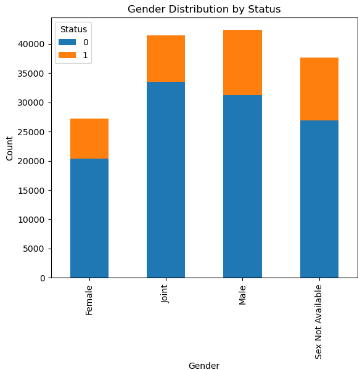 Gender Distribution by Status
Status
0
1
40000
35000
30000
25000
20000
15000
10000
5000
0
Count
Female
Joint
Male
Sex Not Available
Gender